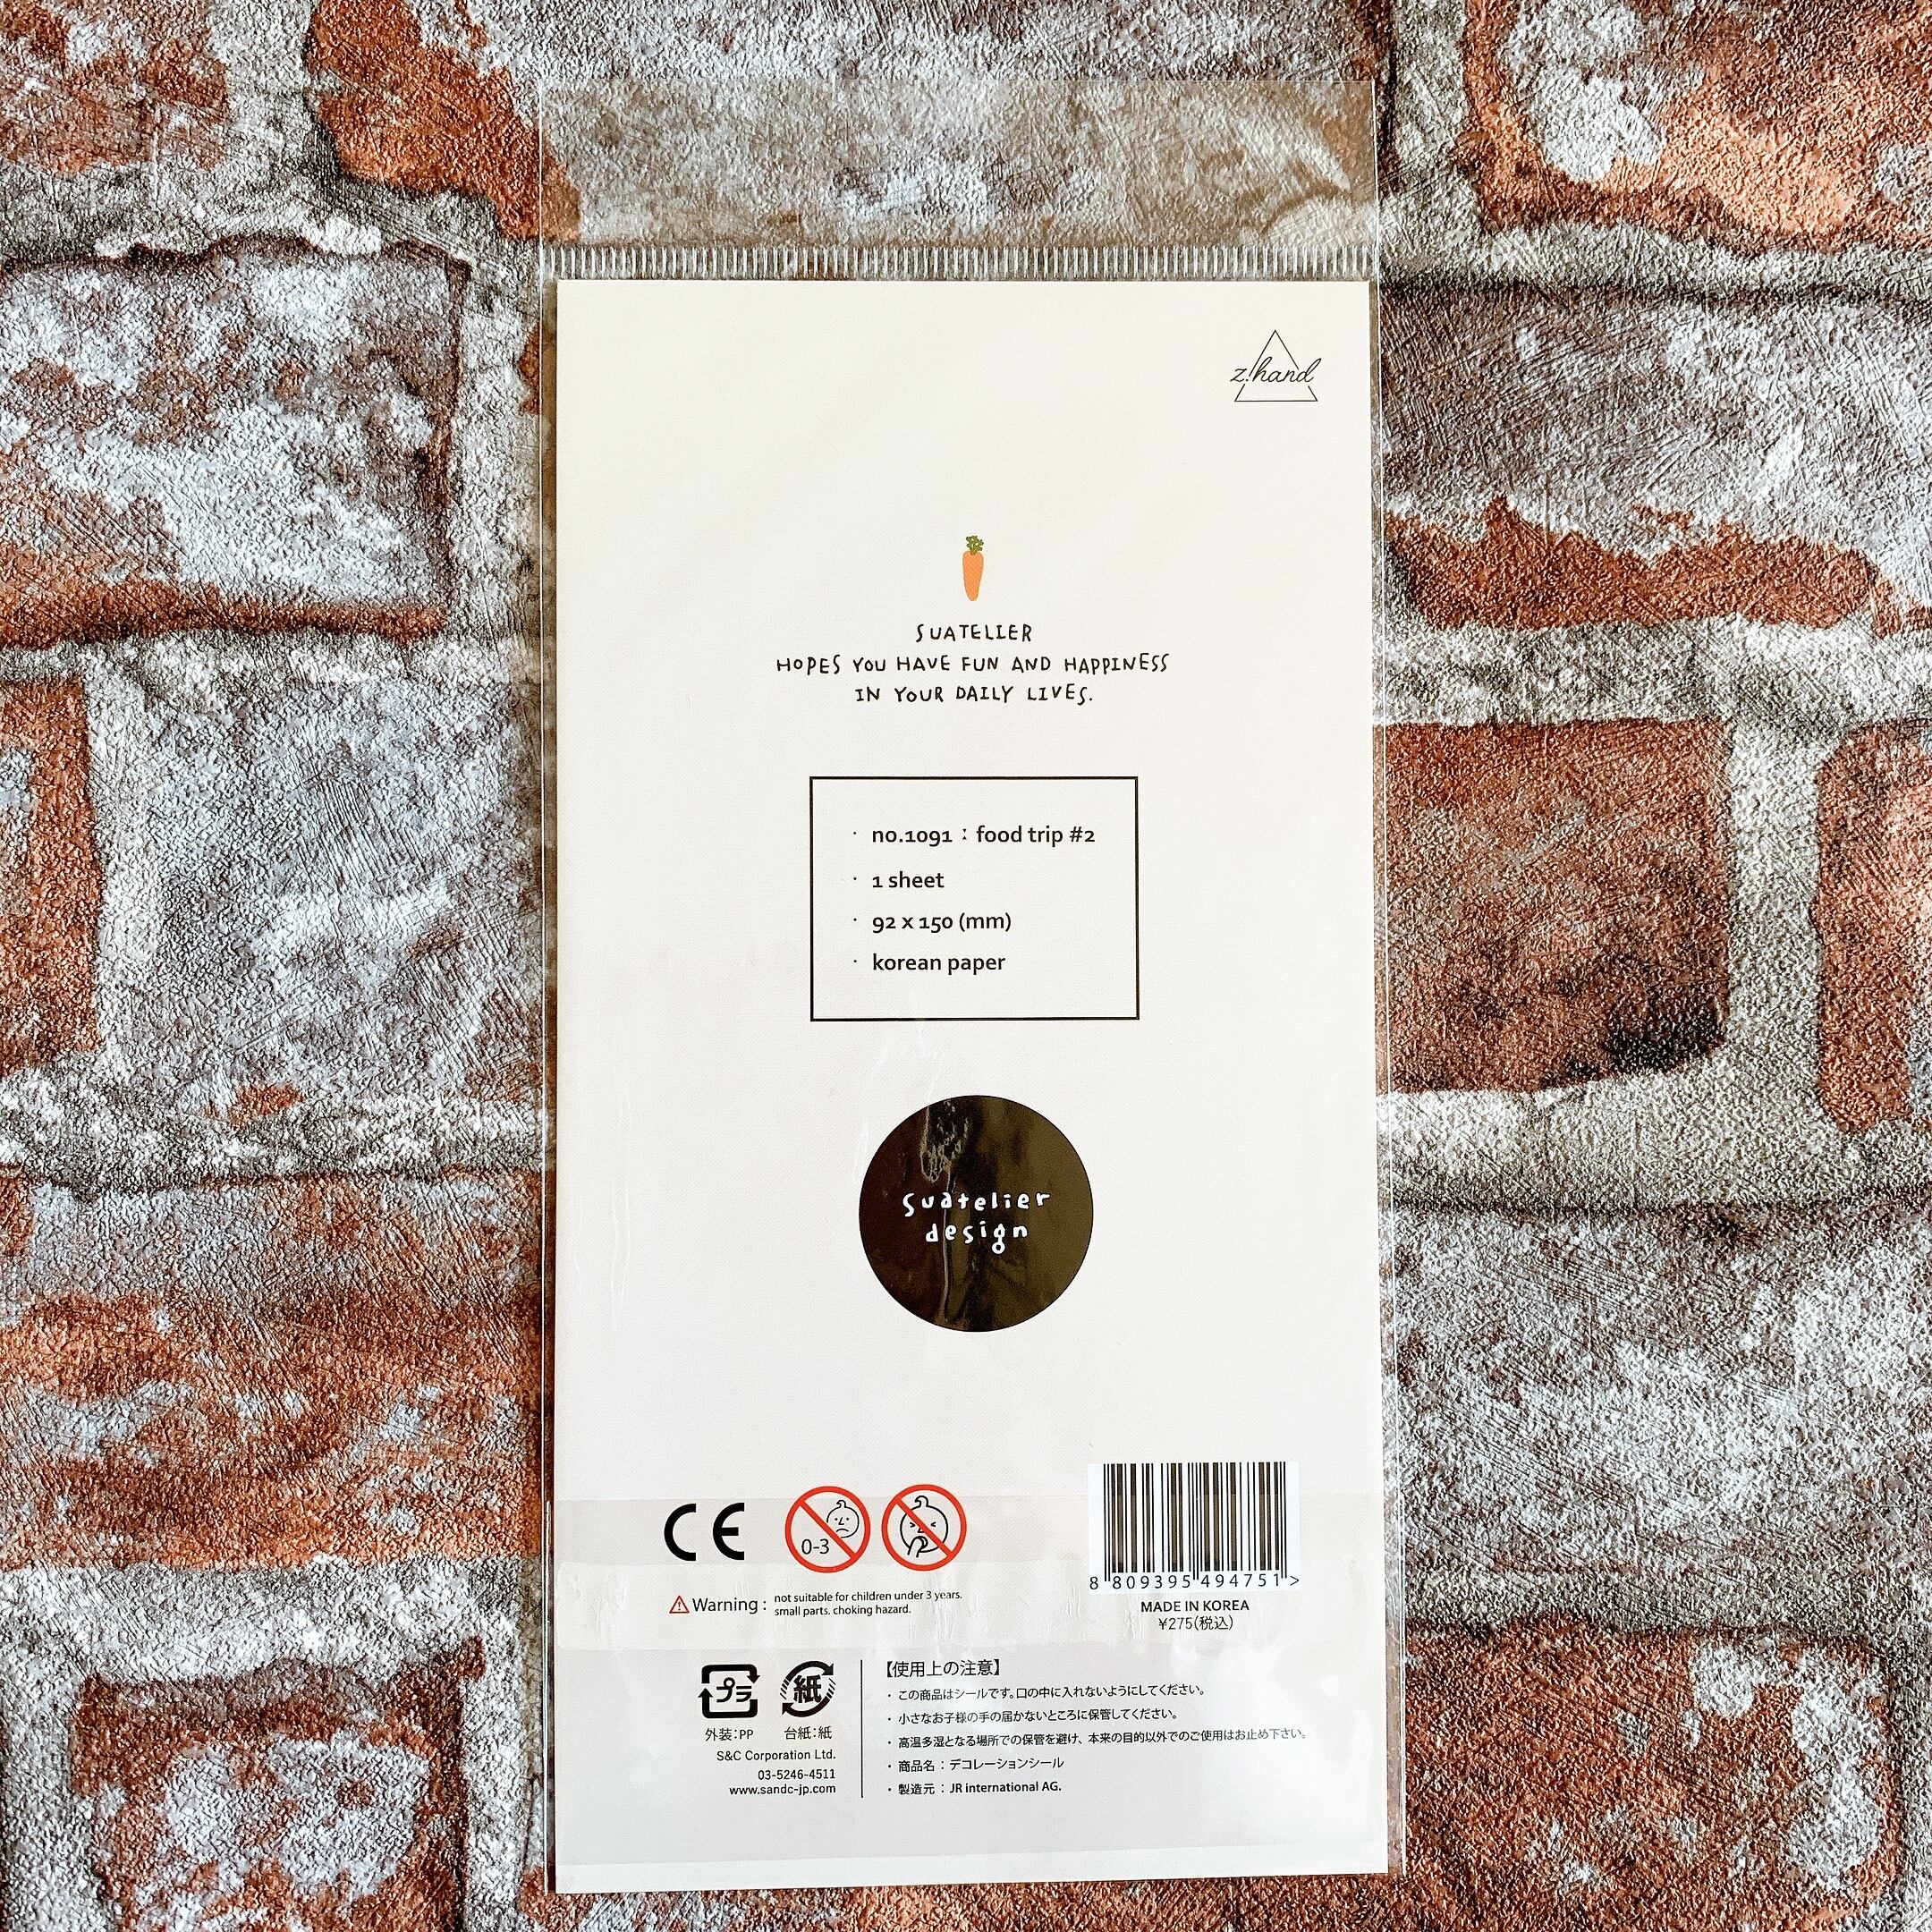 z!hand
SUATELIER
HOPES YOU HAVE FUN AND HAPPINESS
IN YOUR DAILY LIVES.
· no.1091 : food trip #2
· 1 sheet
· 92 x 150 (mm)
· korean paper
Suatelier
design
CE
0-3
Warning : not suitable for children under 3 years.
small parts. choking hazard.
8 809395 494751 >
MADE IN KOREA
¥275(税込)
プラ
紙
外装:PP
台紙:紙
S&C Corporation Ltd.
03-5246-4511
www.sandc-jp.com
【使用上の注意】
・この商品はシールです。口の中に入れないようにしてください。
・小さなお子様の手の届かないところに保管してください。
・高温多湿となる場所での保管を避け、本来の目的以外でのご使用はお止め下さい。
・商品名：デコレーションシール
・製造元：JR international AG.